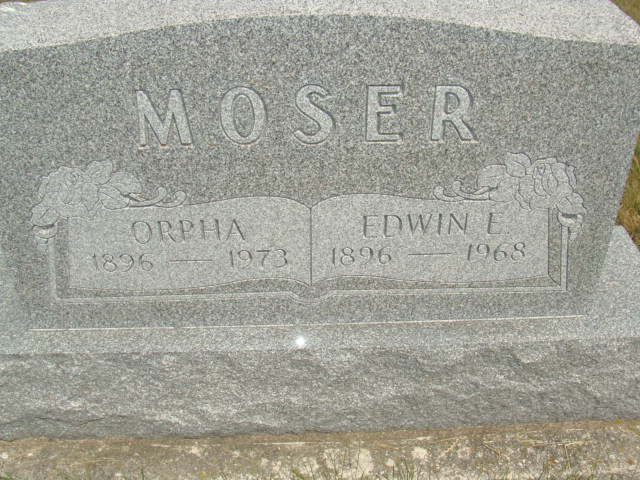 MOSER
ORPHA
1896 — 1973
EDWIN E.
1896 — 1968